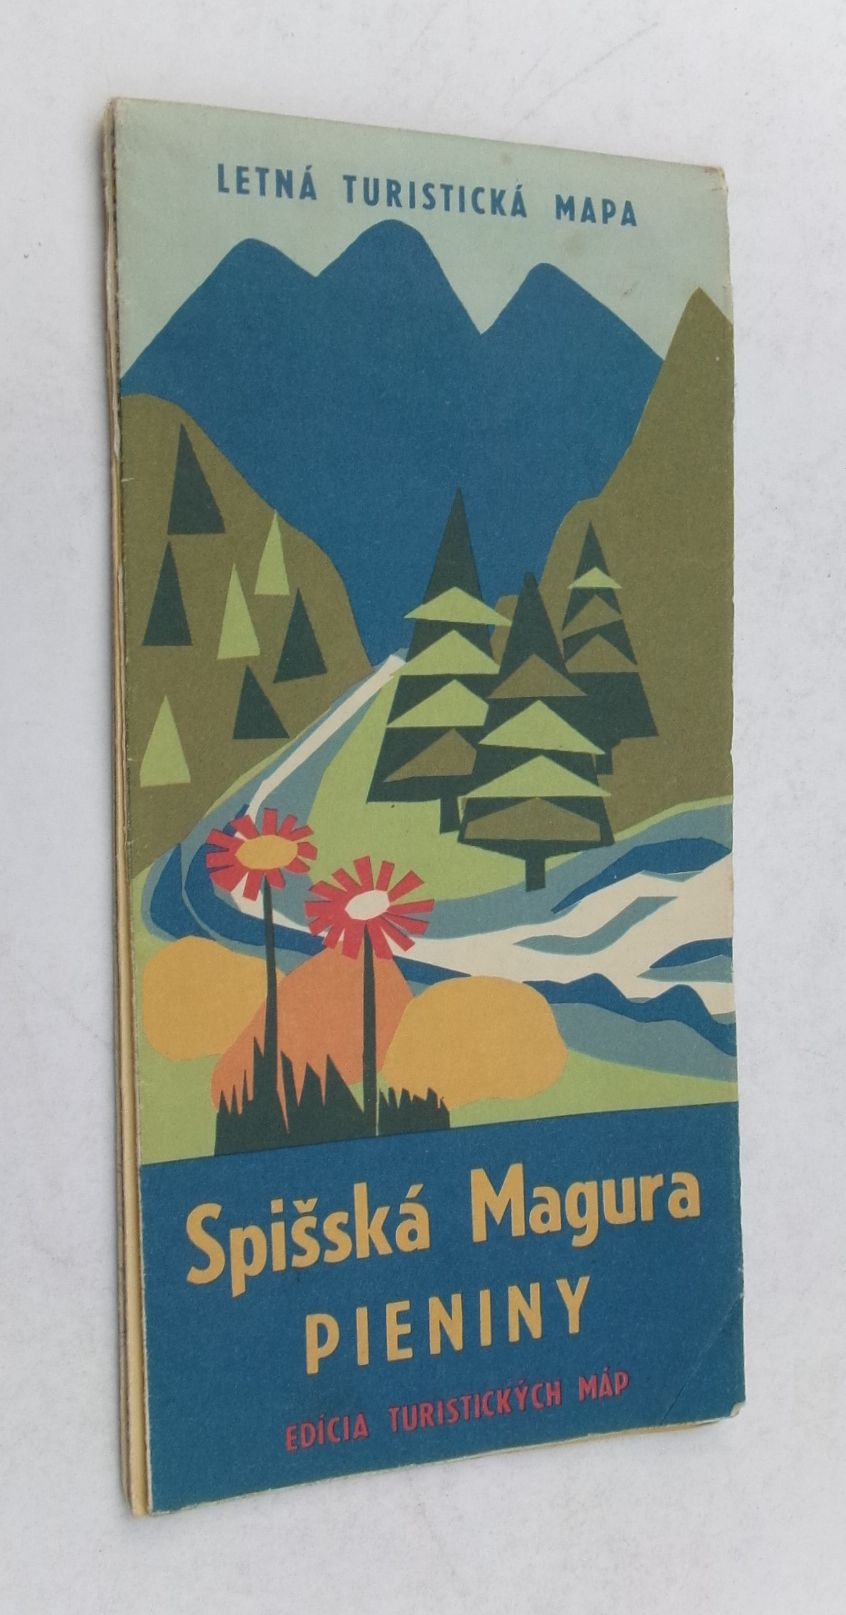 LETNÁ TURISTICKÁ MAPA
Spišská Magura
PIENINY
EDÍCIA TURISTICKÝCH MÁP